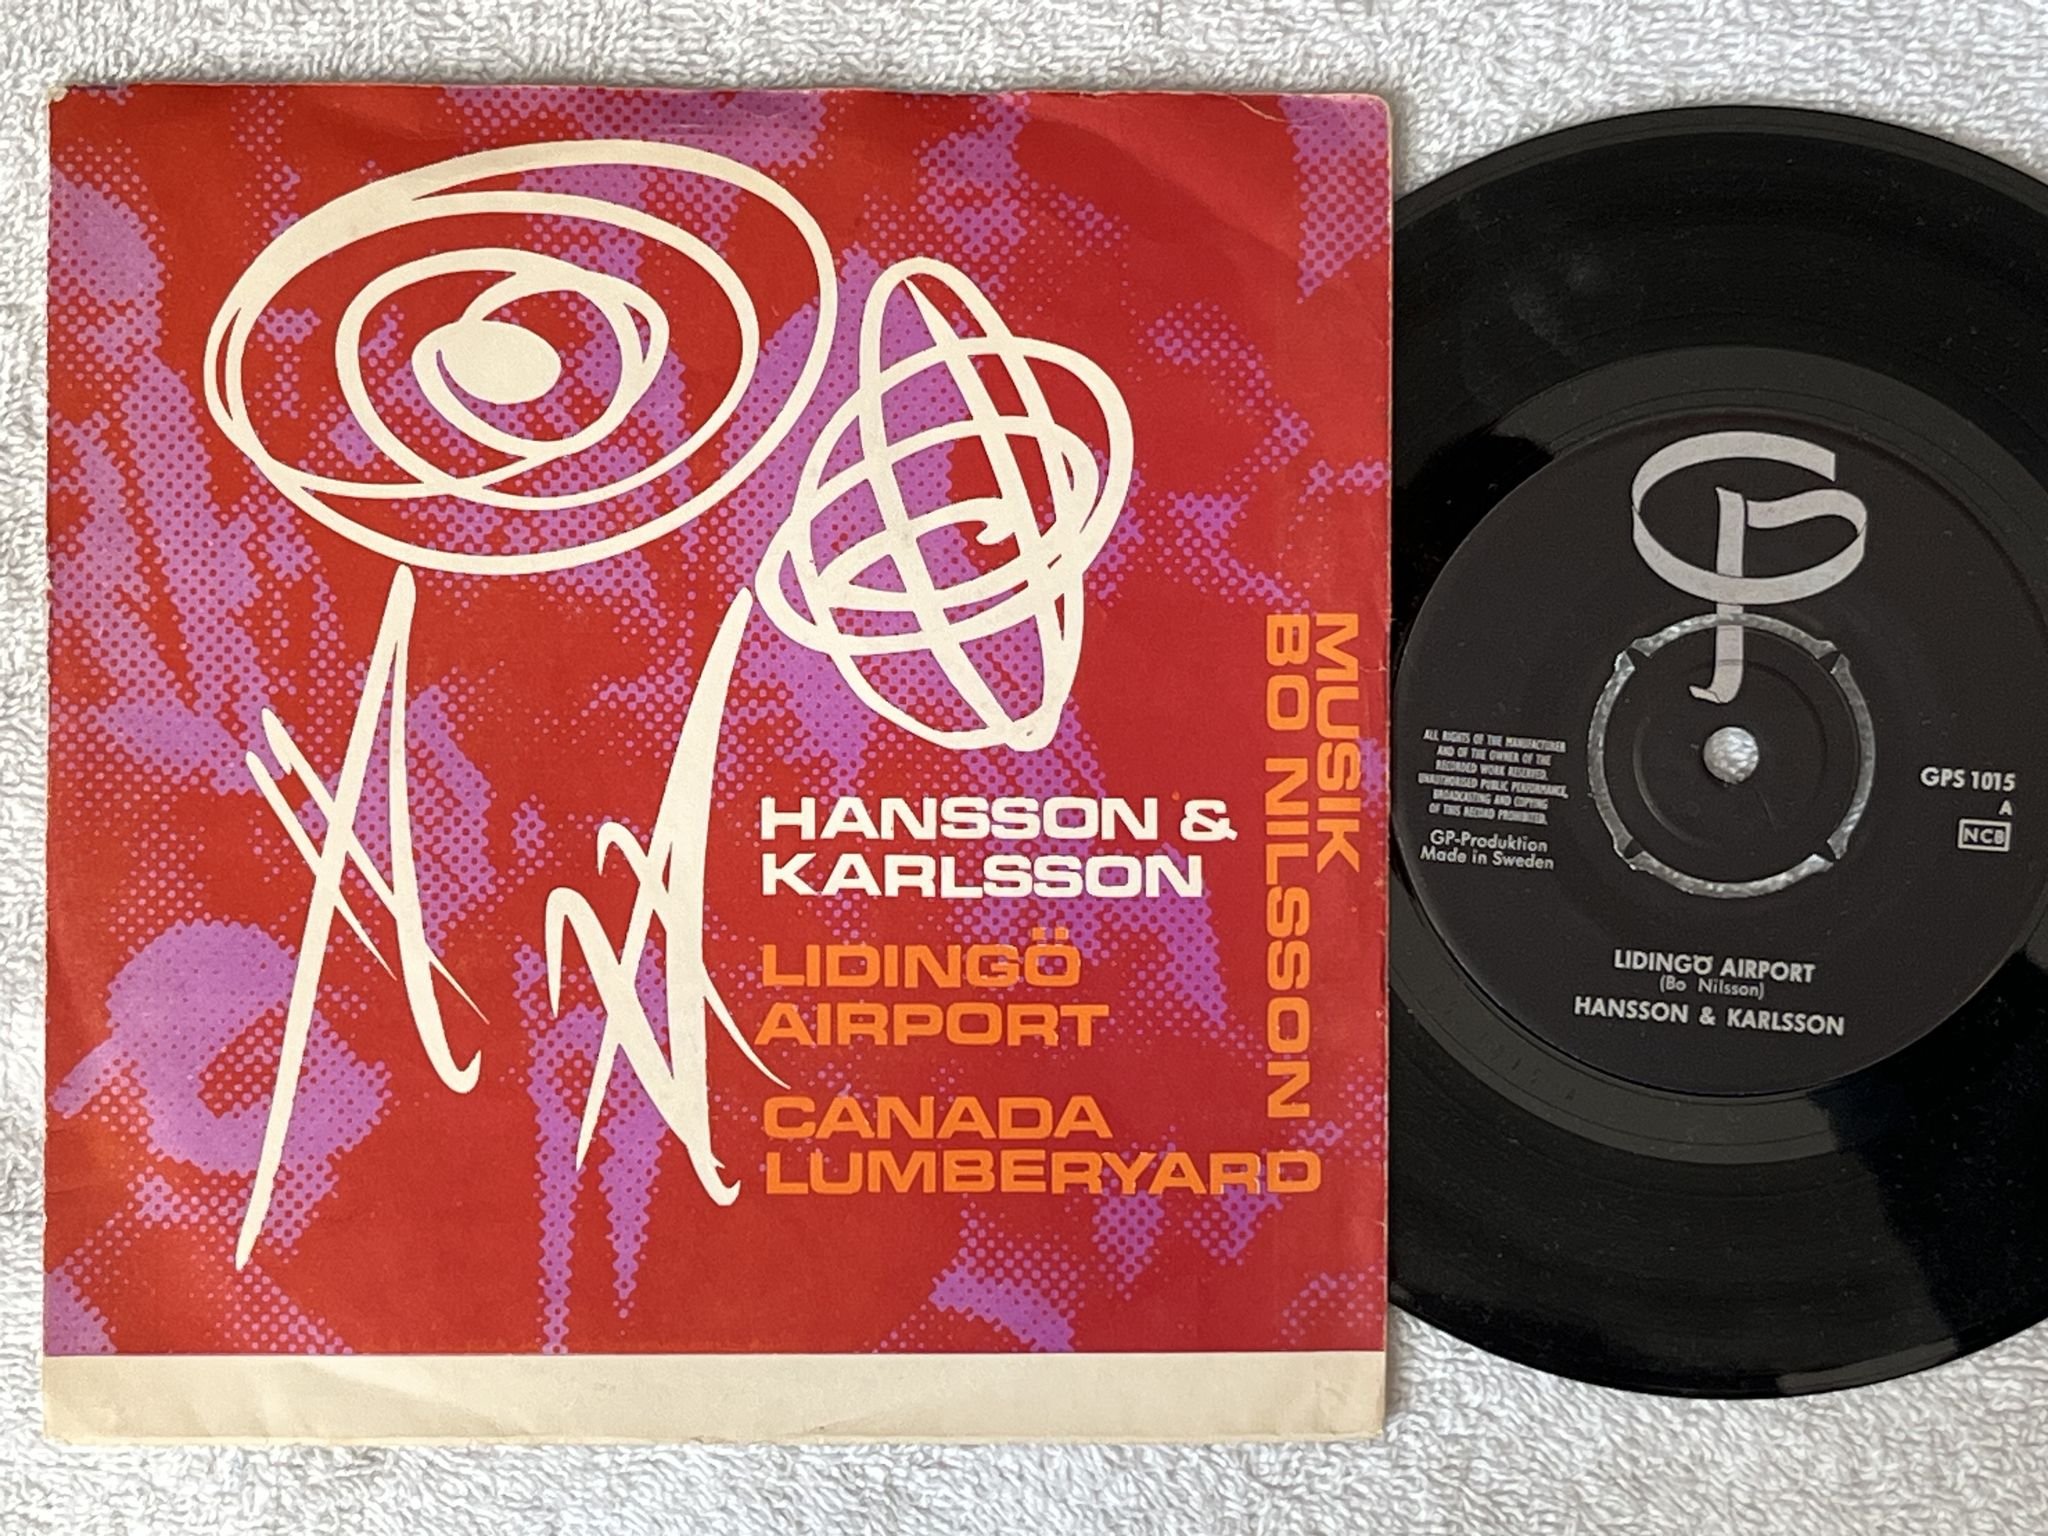 HANSSON &
KARLSSON
LIDINGÖ
AIRPORT
CANADA
LUMBERYARD
MUSIK
BO NILSSON
GP
ALL RIGHTS OF THE MANUFACTURER
AND OF THE OWNER OF THE
RECORDED WORK RESERVED.
UNAUTHORISED PUBLIC PERFORMANCE,
BROADCASTING AND COPYING
OF THIS RECORD PROHIBITED.
GP-Produktion
Made in Sweden
GPS 1015
A
NCB
LIDINGÖ AIRPORT
(Bo Nilsson)
HANSSON & KARLSSON